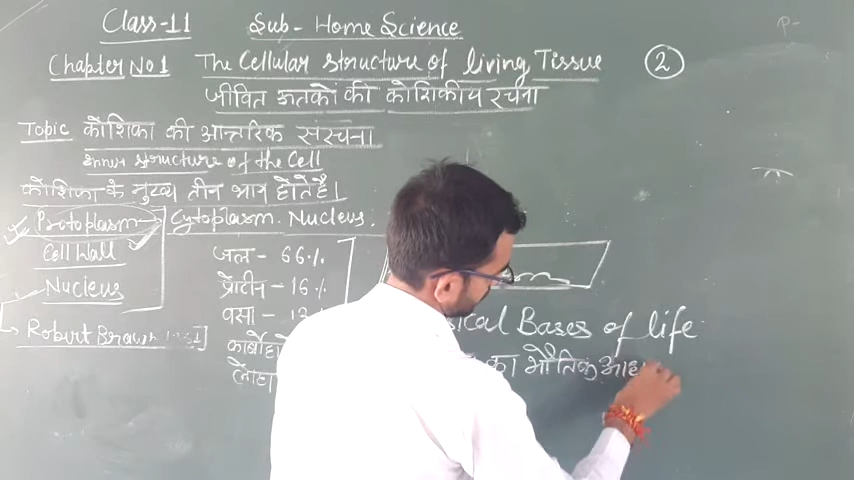 Class-11 Sub- Home Science
Chapter No 1 The Cellular structure of living Tissue 2
जीवित ऊतकों की कोशिकीय रचना
Topic कोशिका की आन्तरिक संरचना
Inner structure of the Cell
कोशिका के मुख्य तीन भाग होते है।
Protoplasm → Cytoplasm. Nucleus.
Cell Wall
Nucleus
Robert Brown
जल - 66%
प्रोटीन - 16%
वसा - 13
लोहा
sical Bases of life
का भौतिक आधा